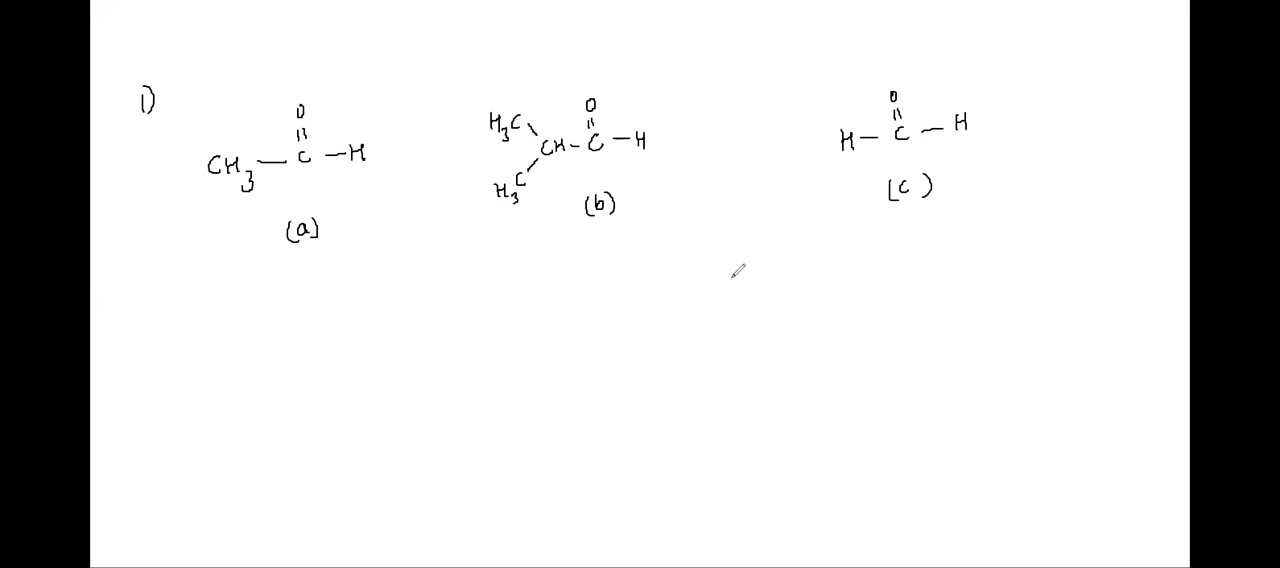 1)
O
||
CH3 — C — H
(a)
O
||
H3C \
CH - C — H
H3C /
(b)
O
||
H — C — H
(c)